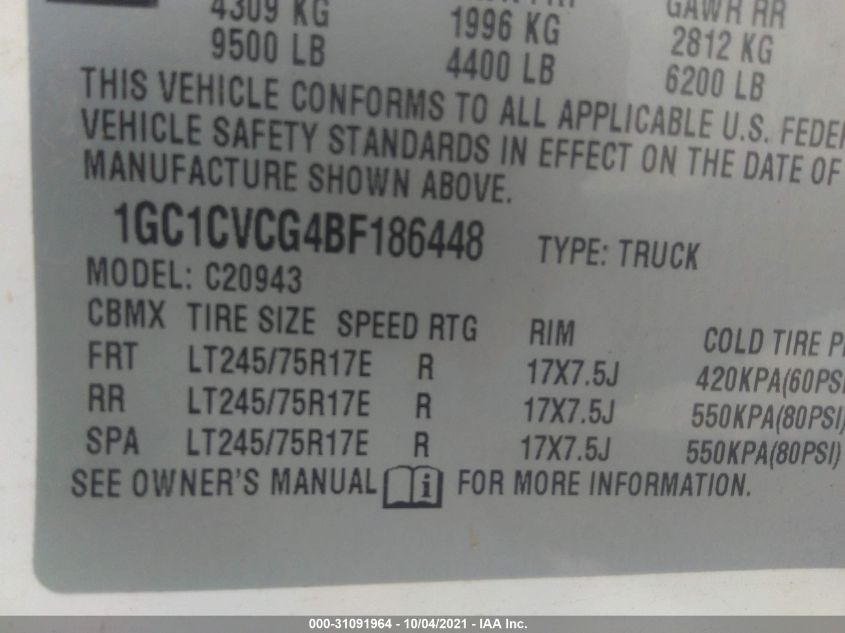 4309 KG 1996 KG GAWR RR
9500 LB 4400 LB 2812 KG
6200 LB
THIS VEHICLE CONFORMS TO ALL APPLICABLE U.S. FEDER
VEHICLE SAFETY STANDARDS IN EFFECT ON THE DATE OF
MANUFACTURE SHOWN ABOVE.
1GC1CVCG4BF186448 TYPE: TRUCK
MODEL: C20943
CBMX TIRE SIZE SPEED RTG RIM COLD TIRE P
FRT LT245/75R17E R 17X7.5J 420KPA(60PSI
RR LT245/75R17E R 17X7.5J 550KPA(80PSI)
SPA LT245/75R17E R 17X7.5J 550KPA(80PSI)
SEE OWNER'S MANUAL i FOR MORE INFORMATION.
000-31091964 - 10/04/2021 - IAA Inc.